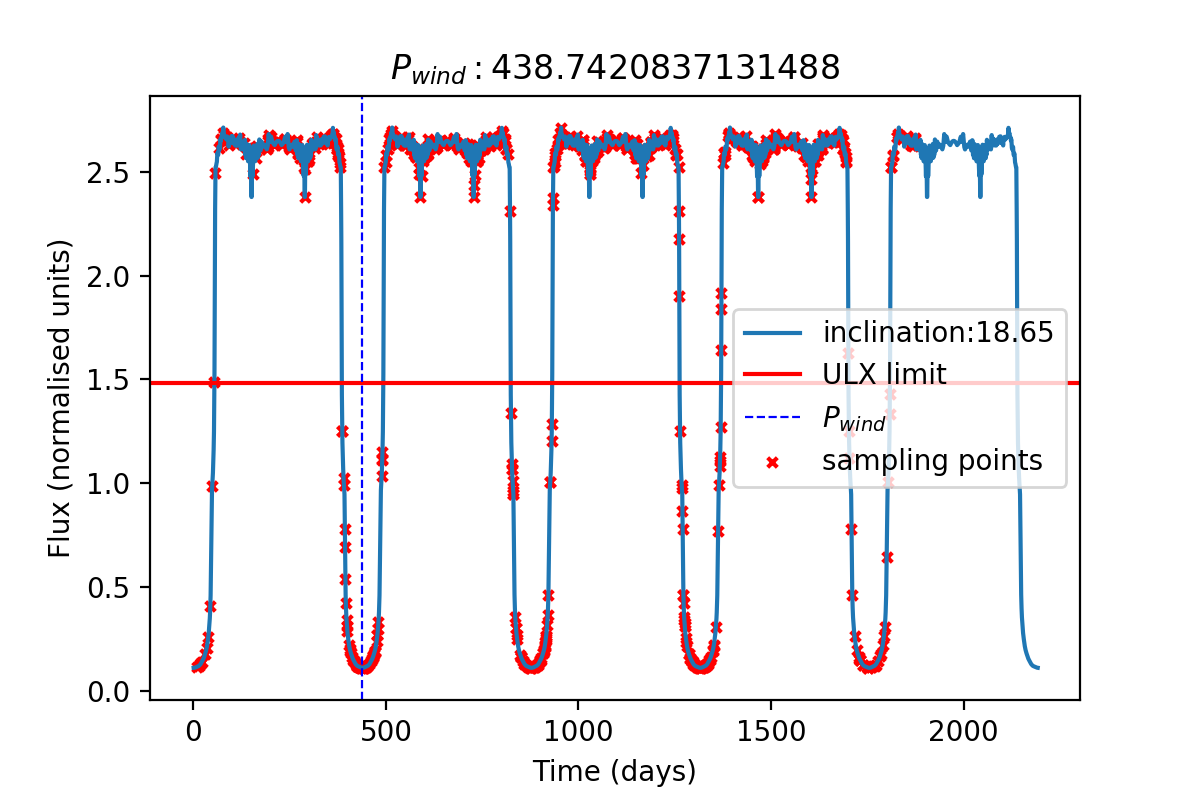 P_wind : 438.7420837131488
Flux (normalised units)
2.5
2.0
1.5
1.0
0.5
0.0
inclination:18.65
ULX limit
P_wind
sampling points
0 500 1000 1500 2000
Time (days)